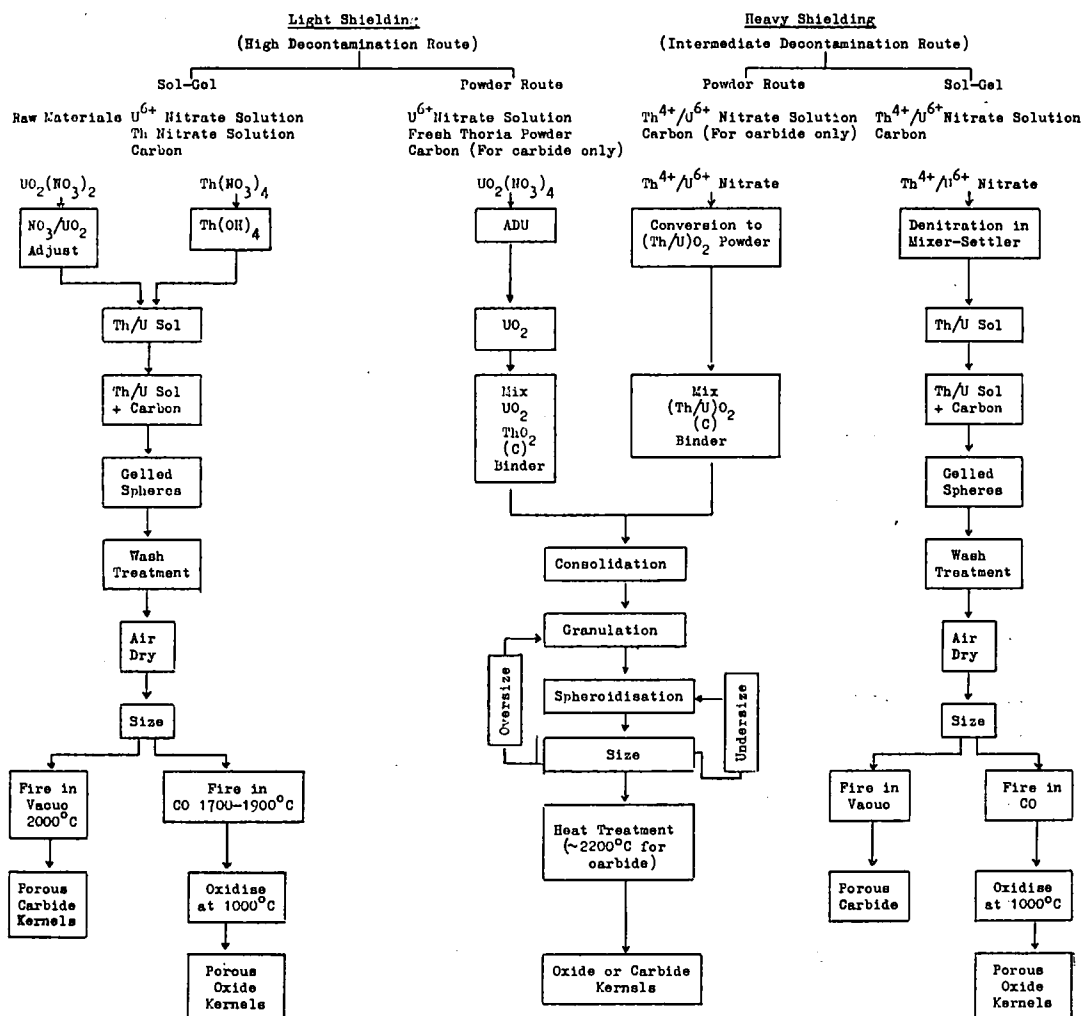 Light Shielding
(High Decontamination Route)
Heavy Shielding
(Intermediate Decontamination Route)
Sol-Gel
Powder Route
Powder Route
Sol-Gel
Raw Materials
U⁶⁺ Nitrate Solution
Th Nitrate Solution
Carbon
U⁶⁺ Nitrate Solution
Fresh Thoria Powder
Carbon (For carbide only)
Th⁴⁺/U⁶⁺ Nitrate Solution
Carbon (For carbide only)
Th⁴⁺/U⁶⁺ Nitrate Solution
Carbon
UO₂(NO₃)₂
Th(NO₃)₄
UO₂(NO₃)₄
Th⁴⁺/U⁶⁺ Nitrate
Th⁴⁺/U⁶⁺ Nitrate
NO₃/UO₂
Adjust
Th(OH)₄
ADU
Conversion to
(Th/U)O₂ Powder
Denitration in
Mixer-Settler
Th/U Sol
UO₂
Th/U Sol
Th/U Sol
+ Carbon
Mix
UO₂
ThO₂
(C)
Binder
Mix
(Th/U)O₂
(C)
Binder
Th/U Sol
+ Carbon
Gelled
Spheres
Gelled
Spheres
Wash
Treatment
Consolidation
Wash
Treatment
Air
Dry
Granulation
Air
Dry
Oversize
Spheroidisation
Undersize
Size
Size
Size
Fire in
Vacuo
2000°C
Fire in
CO 1700-1900°C
Heat Treatment
(~2200°C for
carbide)
Fire in
Vacuo
Fire in
CO
Porous
Carbide
Kernels
Oxidise
at 1000°C
Porous
Carbide
Oxidise
at 1000°C
Porous
Oxide
Kernels
Oxide or Carbide
Kernels
Porous
Oxide
Kernels